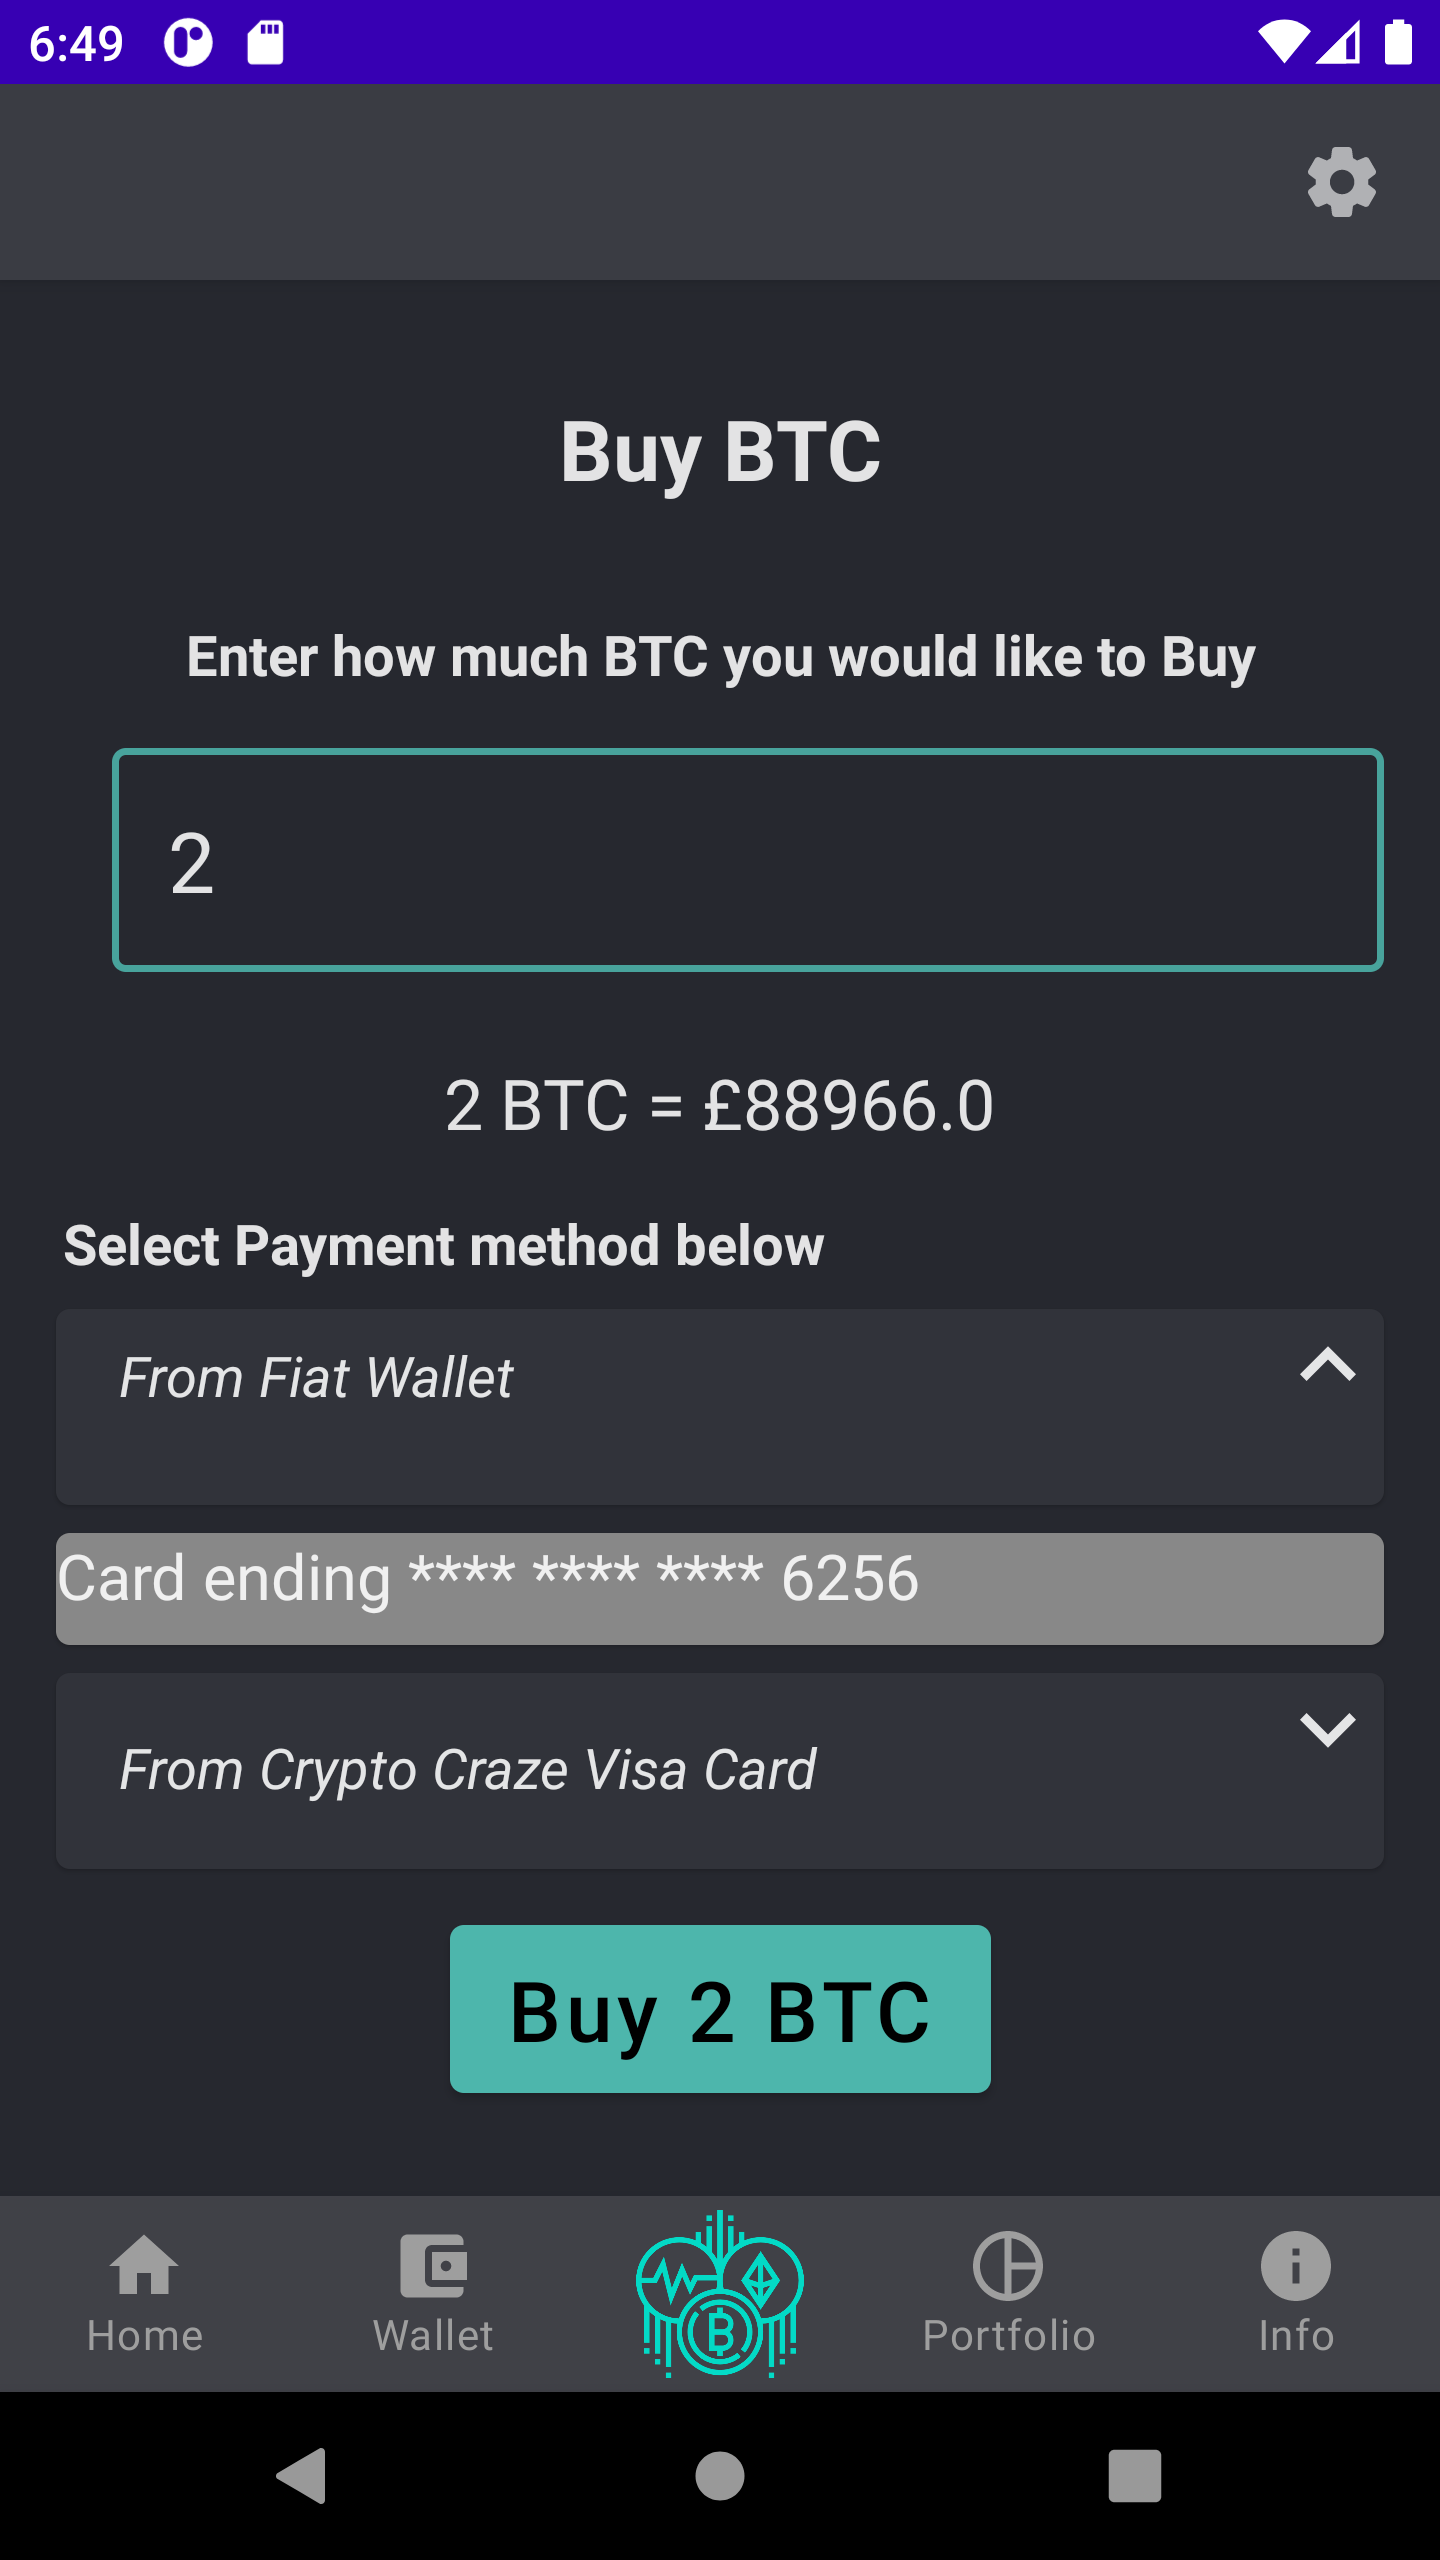 6:49
Buy BTC
Enter how much BTC you would like to Buy
2
2 BTC = £88966.0
Select Payment method below
From Fiat Wallet
Card ending **** **** **** 6256
From Crypto Craze Visa Card
Buy 2 BTC
Home
Wallet
Portfolio
Info